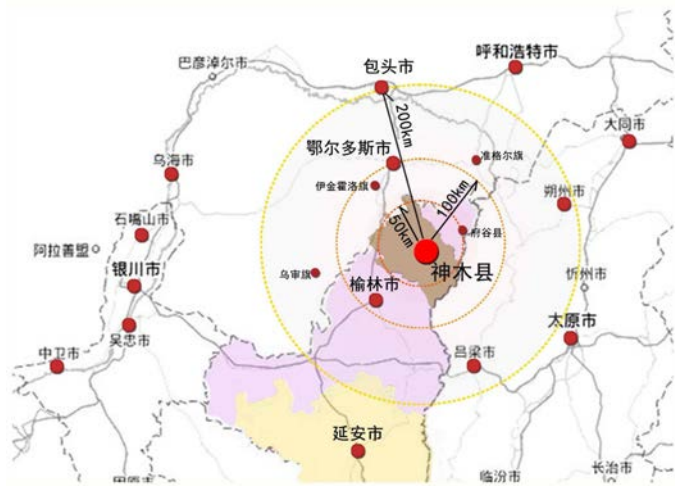 呼和浩特市
包头市
巴彦淖尔市
200km
大同市
鄂尔多斯市
准格尔旗
乌海市
伊金霍洛旗
100km
朔州市
50km
石嘴山市
府谷县
阿拉善盟
神木县
乌审旗
忻州市
银川市
榆林市
太原市
吴忠市
中卫市
吕梁市
延安市
长治市
临汾市